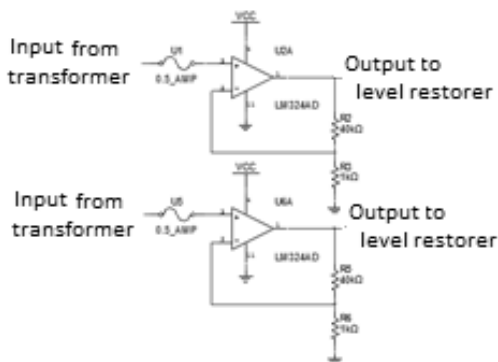 VCC
Input from
transformer
U1
0.5_AMP
U2A
LM324AD
Output to
level restorer
R2
40kΩ
R3
1kΩ
VCC
Input from
transformer
0.5_AMP
U6A
LM324AD
Output to
level restorer
R5
40kΩ
R6
1kΩ